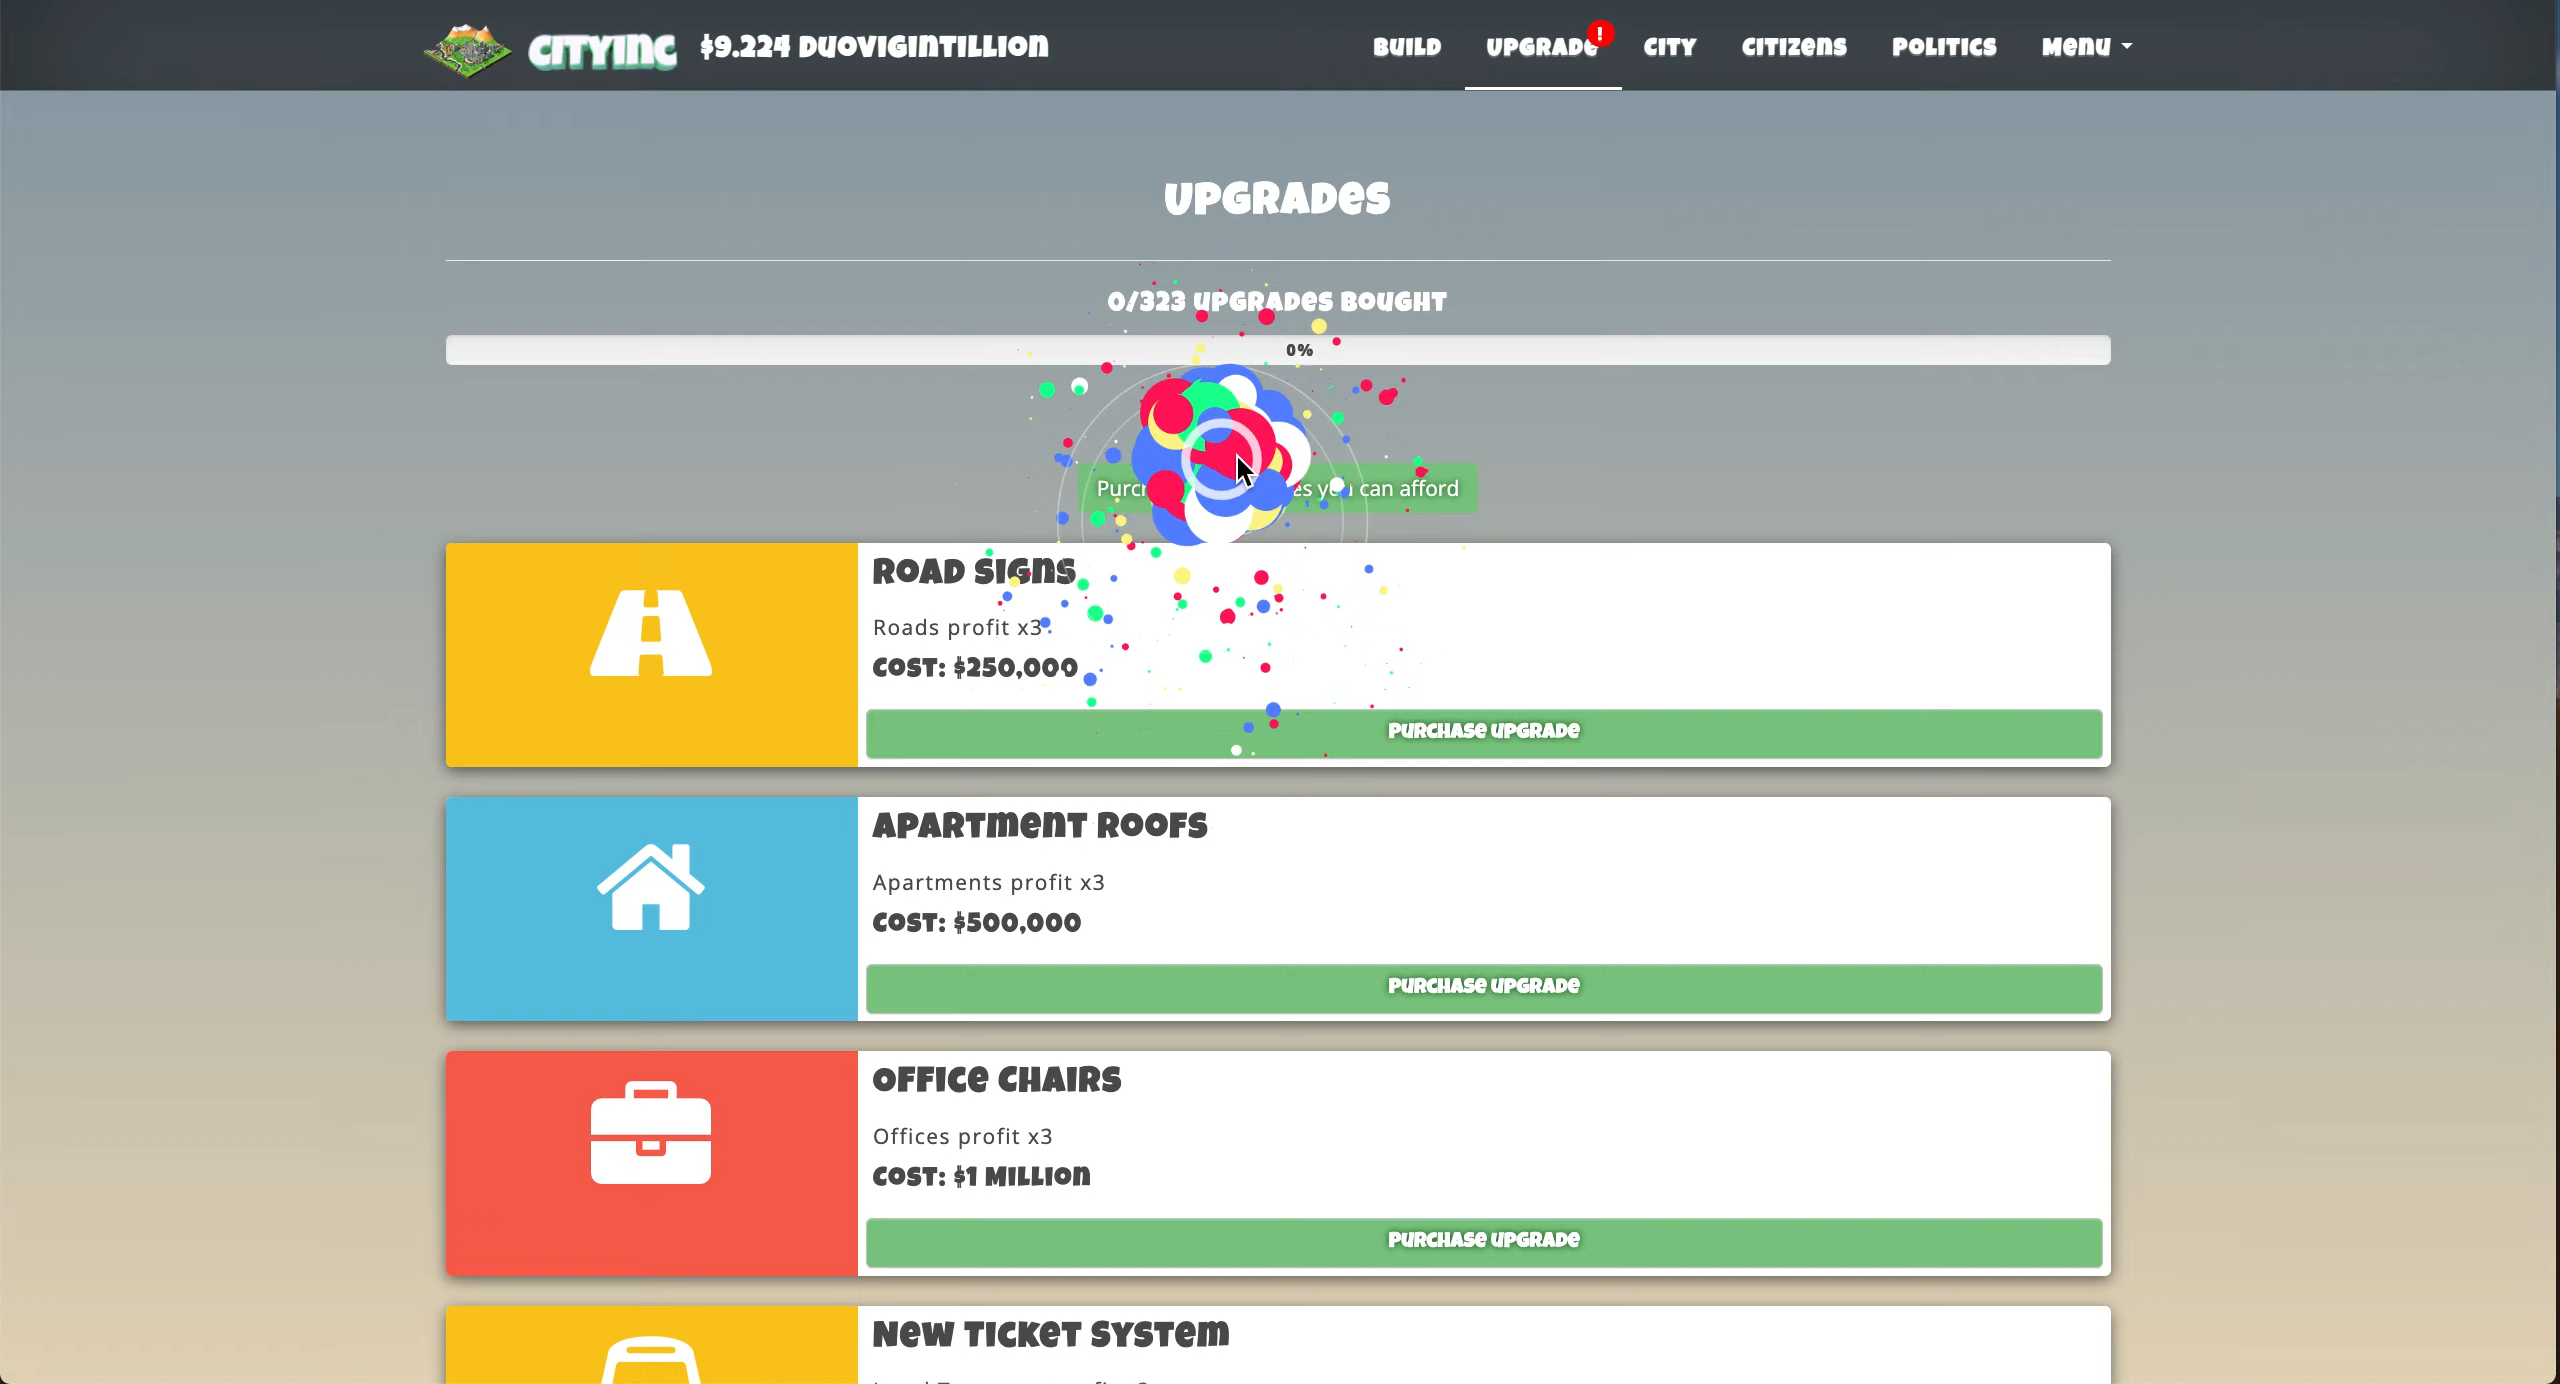 CITYINC
$9.224 DUOVIGINTILLION
BUILD
UPGRADE
!
CITY
CITIZENS
POLITICS
MENU
UPGRADES
0/323 UPGRADES BOUGHT
0%
can afford
ROAD SIGNS
Roads profit x3
COST: $250,000
PURCHASE UPGRADE
APARTMENT ROOFS
Apartments profit x3
COST: $500,000
PURCHASE UPGRADE
OFFICE CHAIRS
Offices profit x3
COST: $1 MILLION
PURCHASE UPGRADE
NEW TICKET SYSTEM